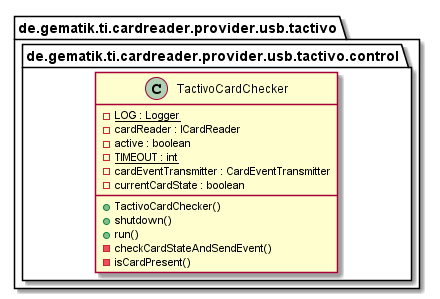 de.gematik.ti.cardreader.provider.usb.tactivo
de.gematik.ti.cardreader.provider.usb.tactivo.control
C TactivoCardChecker
LOG : Logger
cardReader : ICardReader
active : boolean
TIMEOUT : int
cardEventTransmitter : CardEventTransmitter
currentCardState : boolean
TactivoCardChecker()
shutdown()
run()
checkCardStateAndSendEvent()
isCardPresent()